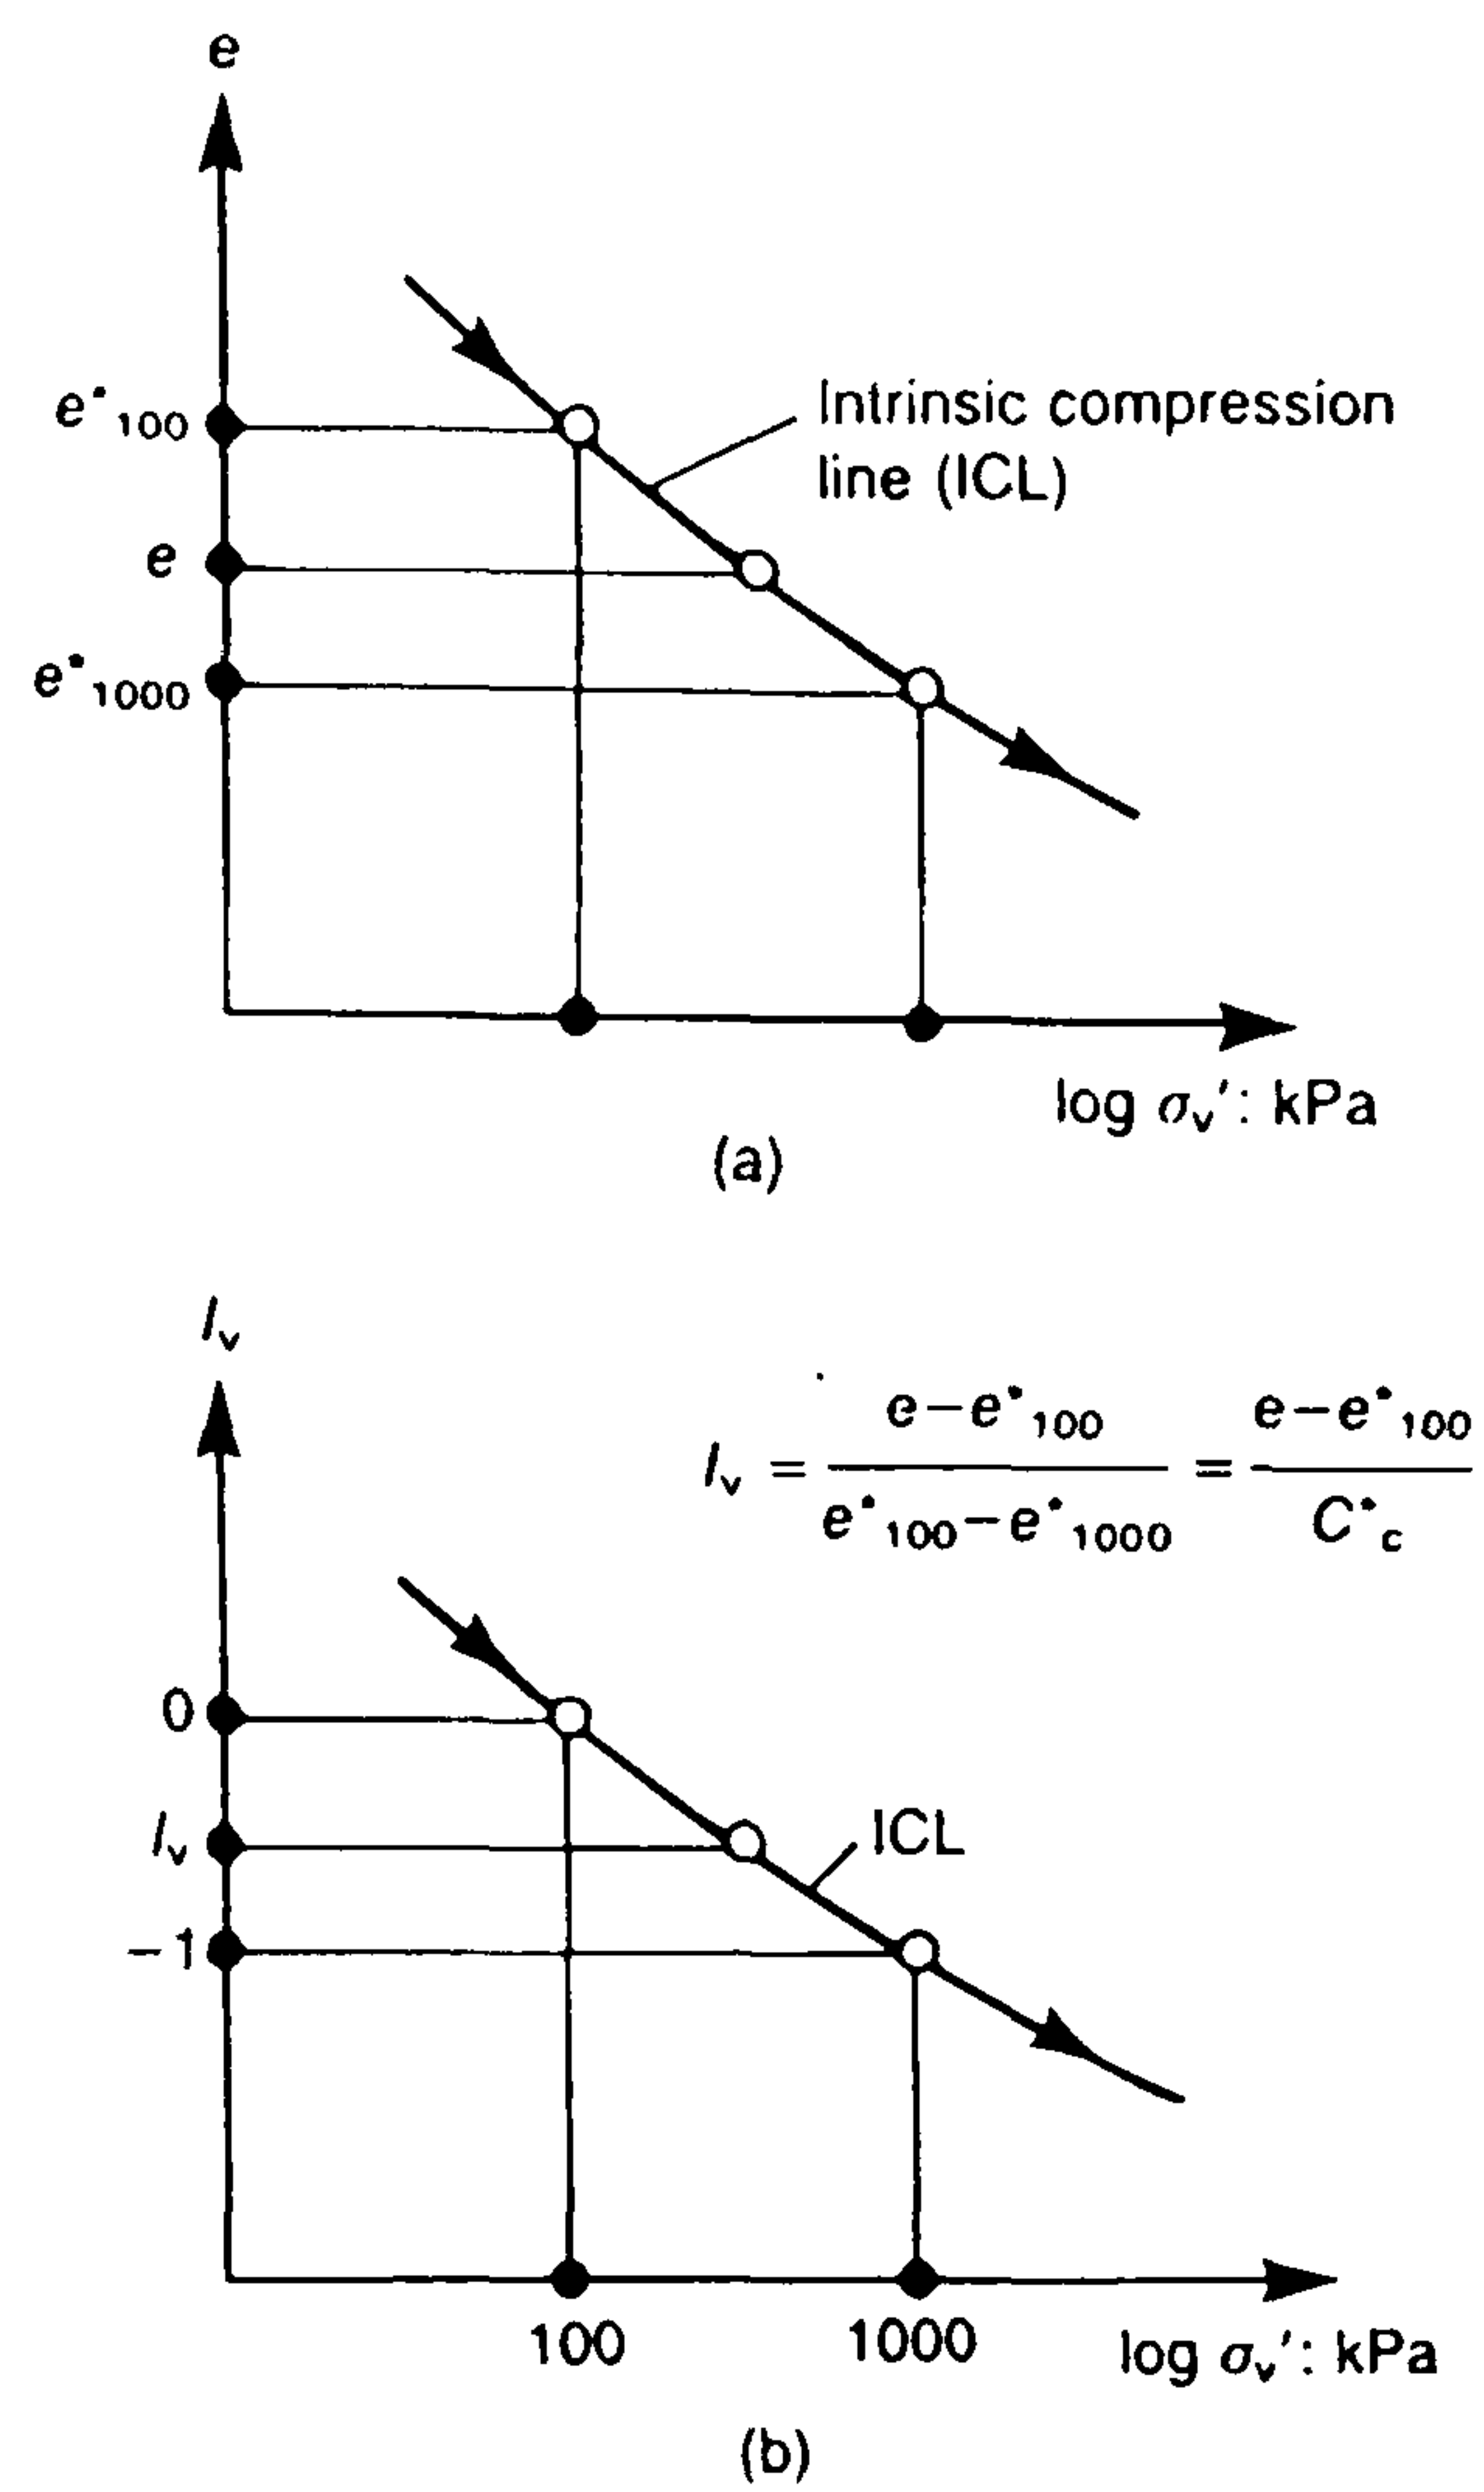 e
e*100
Intrinsic compression
line (ICL)
e
e*1000
log σv′: kPa
(a)
Iv
Iv = e−e*100 / e*100−e*1000 = e−e*100 / C*c
0
Iv
ICL
−1
100 1000 log σv′: kPa
(b)